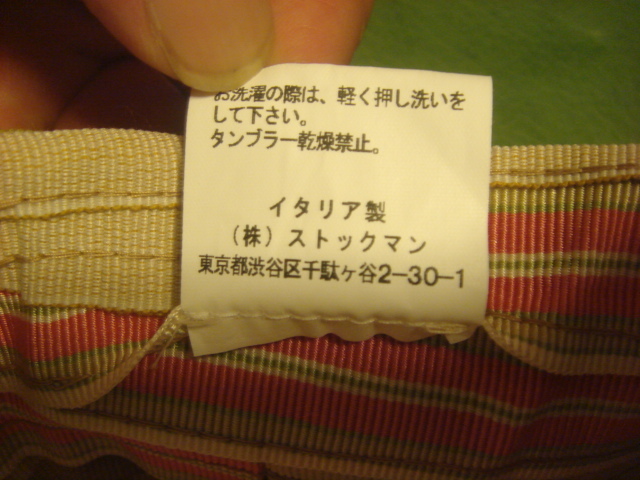 お洗濯の際は、軽く押し洗いを
して下さい。
タンブラー乾燥禁止。
イタリア製
（株）ストックマン
東京都渋谷区千駄ヶ谷2-30-1